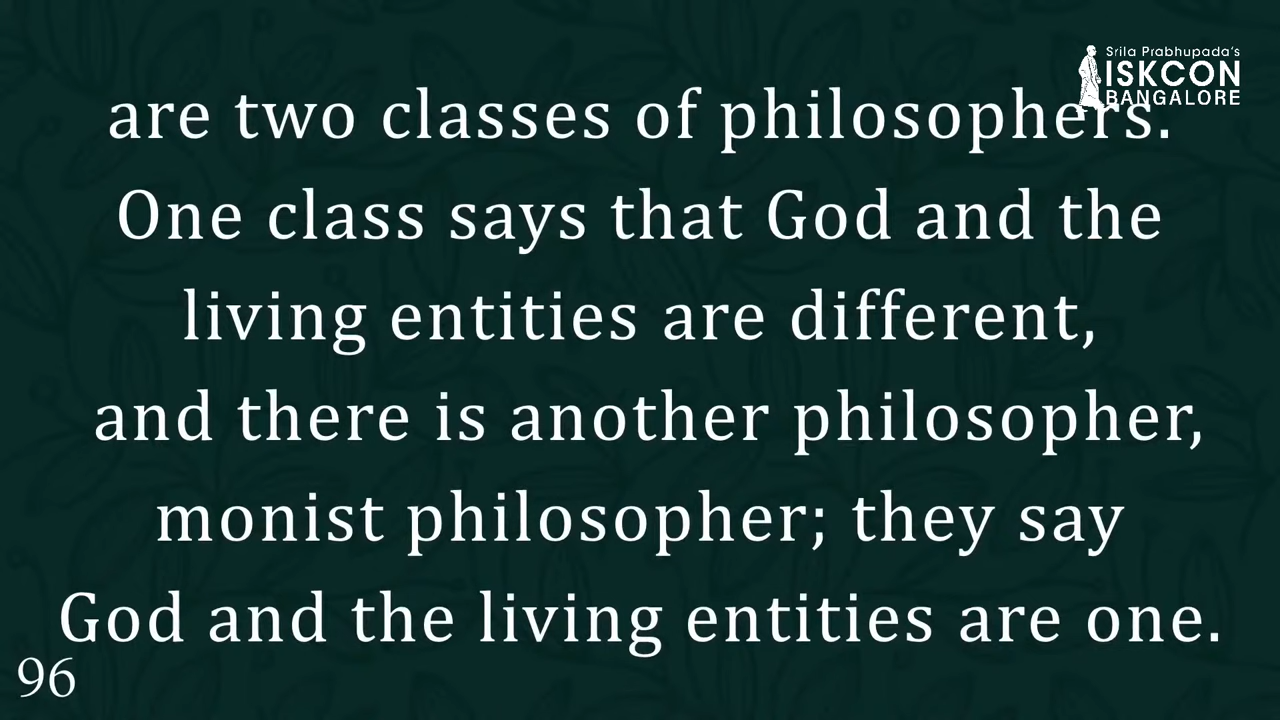 Srila Prabhupada's
ISKCON
BANGALORE
are two classes of philosophers.
One class says that God and the
living entities are different,
and there is another philosopher,
monist philosopher; they say
God and the living entities are one.
96